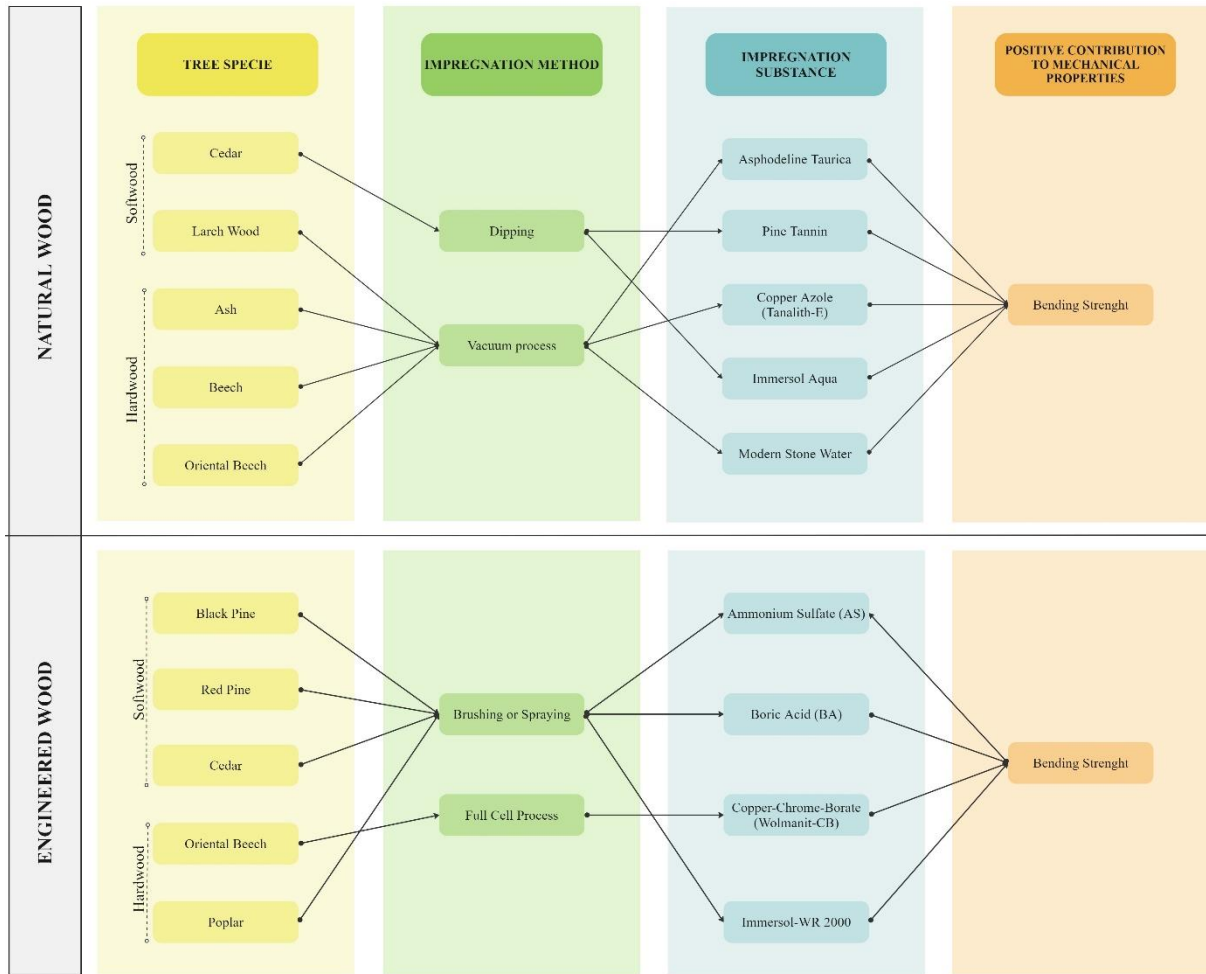 TREE SPECIE
IMPREGNATION METHOD
IMPREGNATION
SUBSTANCE
POSITIVE CONTRIBUTION
TO MECHANICAL
PROPERTIES
NATURAL WOOD
Softwood
Cedar
Larch Wood
Hardwood
Ash
Beech
Oriental Beech
Dipping
Vacuum process
Asphodeline Taurica
Pine Tannin
Copper Azole
(Tanalith-E)
Immersol Aqua
Modern Stone Water
Bending Strenght
ENGINEERED WOOD
Softwood
Black Pine
Red Pine
Cedar
Hardwood
Oriental Beech
Poplar
Brushing or Spraying
Full Cell Process
Ammonium Sulfate (AS)
Boric Acid (BA)
Copper-Chrome-Borate
(Wolmanit-CB)
Immersol-WR 2000
Bending Strenght